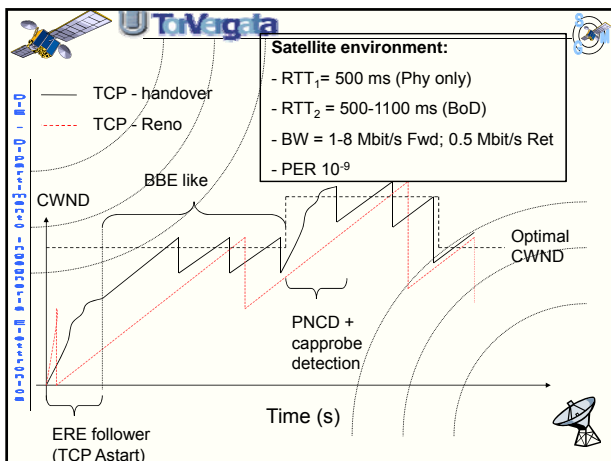 TorVergata
Satellite environment:
- RTT1= 500 ms (Phy only)
- RTT2 = 500-1100 ms (BoD)
- BW = 1-8 Mbit/s Fwd; 0.5 Mbit/s Ret
- PER 10-9
TCP - handover
TCP - Reno
BBE like
CWND
Optimal
CWND
PNCD +
capprobe
detection
Time (s)
ERE follower
(TCP Astart)
DIE - Dipartimento Ingegneria Elettronica